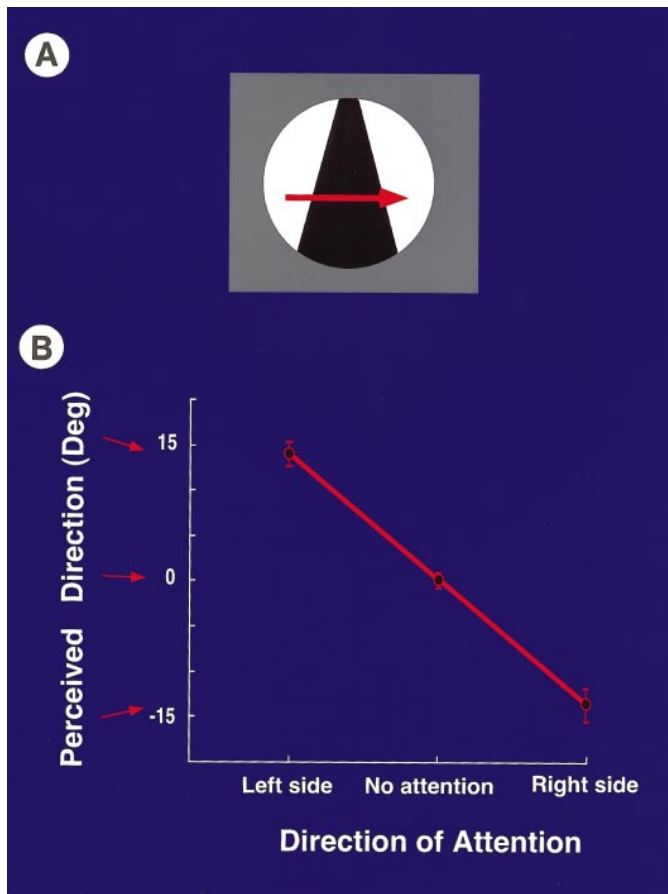 A
B
Perceived Direction (Deg)
15
0
-15
Left side No attention Right side
Direction of Attention